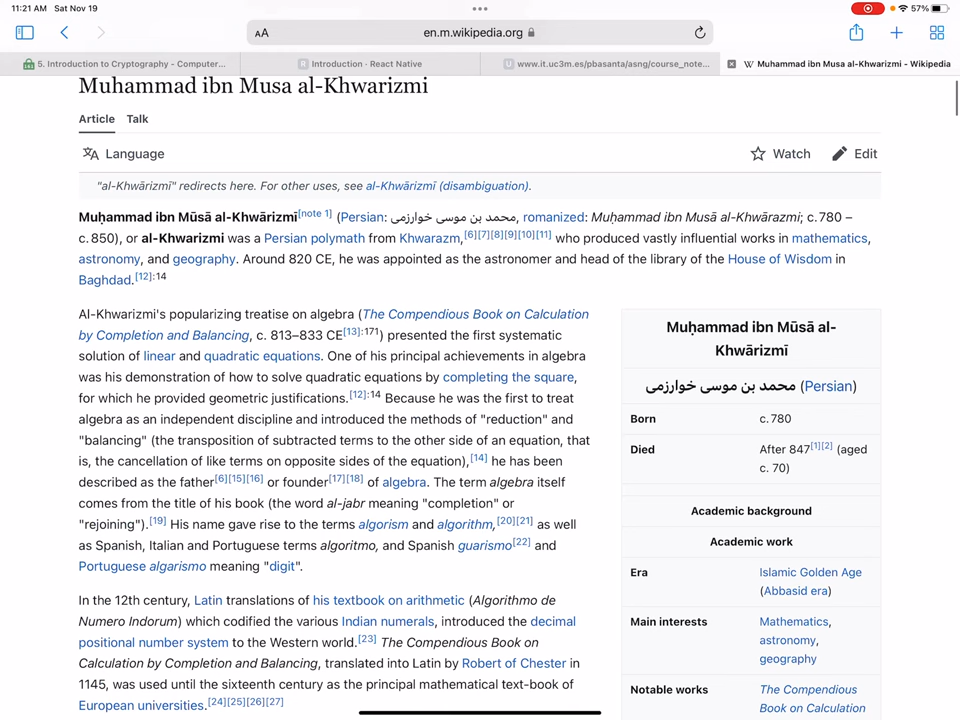 11:21 AM Sat Nov 19
57%
AA
en.m.wikipedia.org
5. Introduction to Cryptography - Computer...
R Introduction · React Native
U www.it.uc3m.es/pbasanta/asng/course_note...
W Muhammad ibn Musa al-Khwarizmi - Wikipedia
Muhammad ibn Musa al-Khwarizmi
Article Talk
Language
Watch
Edit
"al-Khwārizmī" redirects here. For other uses, see al-Khwārizmī (disambiguation).
Muḥammad ibn Mūsā al-Khwārizmī[note 1] (Persian: محمد بن موسی خوارزمی, romanized: Muḥammad ibn Musā al-Khwārazmi; c. 780 –
c. 850), or al-Khwarizmi was a Persian polymath from Khwarazm,[6][7][8][9][10][11] who produced vastly influential works in mathematics,
astronomy, and geography. Around 820 CE, he was appointed as the astronomer and head of the library of the House of Wisdom in
Baghdad.[12]:14
Al-Khwarizmi's popularizing treatise on algebra (The Compendious Book on Calculation
by Completion and Balancing, c. 813–833 CE[13]:171) presented the first systematic
solution of linear and quadratic equations. One of his principal achievements in algebra
was his demonstration of how to solve quadratic equations by completing the square,
for which he provided geometric justifications.[12]:14 Because he was the first to treat
algebra as an independent discipline and introduced the methods of "reduction" and
"balancing" (the transposition of subtracted terms to the other side of an equation, that
is, the cancellation of like terms on opposite sides of the equation),[14] he has been
described as the father[6][15][16] or founder[17][18] of algebra. The term algebra itself
comes from the title of his book (the word al-jabr meaning "completion" or
"rejoining").[19] His name gave rise to the terms algorism and algorithm,[20][21] as well
as Spanish, Italian and Portuguese terms algoritmo, and Spanish guarismo[22] and
Portuguese algarismo meaning "digit".
In the 12th century, Latin translations of his textbook on arithmetic (Algorithmo de
Numero Indorum) which codified the various Indian numerals, introduced the decimal
positional number system to the Western world.[23] The Compendious Book on
Calculation by Completion and Balancing, translated into Latin by Robert of Chester in
1145, was used until the sixteenth century as the principal mathematical text-book of
European universities.[24][25][26][27]
Muḥammad ibn Mūsā al-
Khwārizmī
محمد بن موسی خوارزمی (Persian)
Born c. 780
Died After 847[1][2] (aged
c. 70)
Academic background
Academic work
Era Islamic Golden Age
(Abbasid era)
Main interests Mathematics,
astronomy,
geography
Notable works The Compendious
Book on Calculation